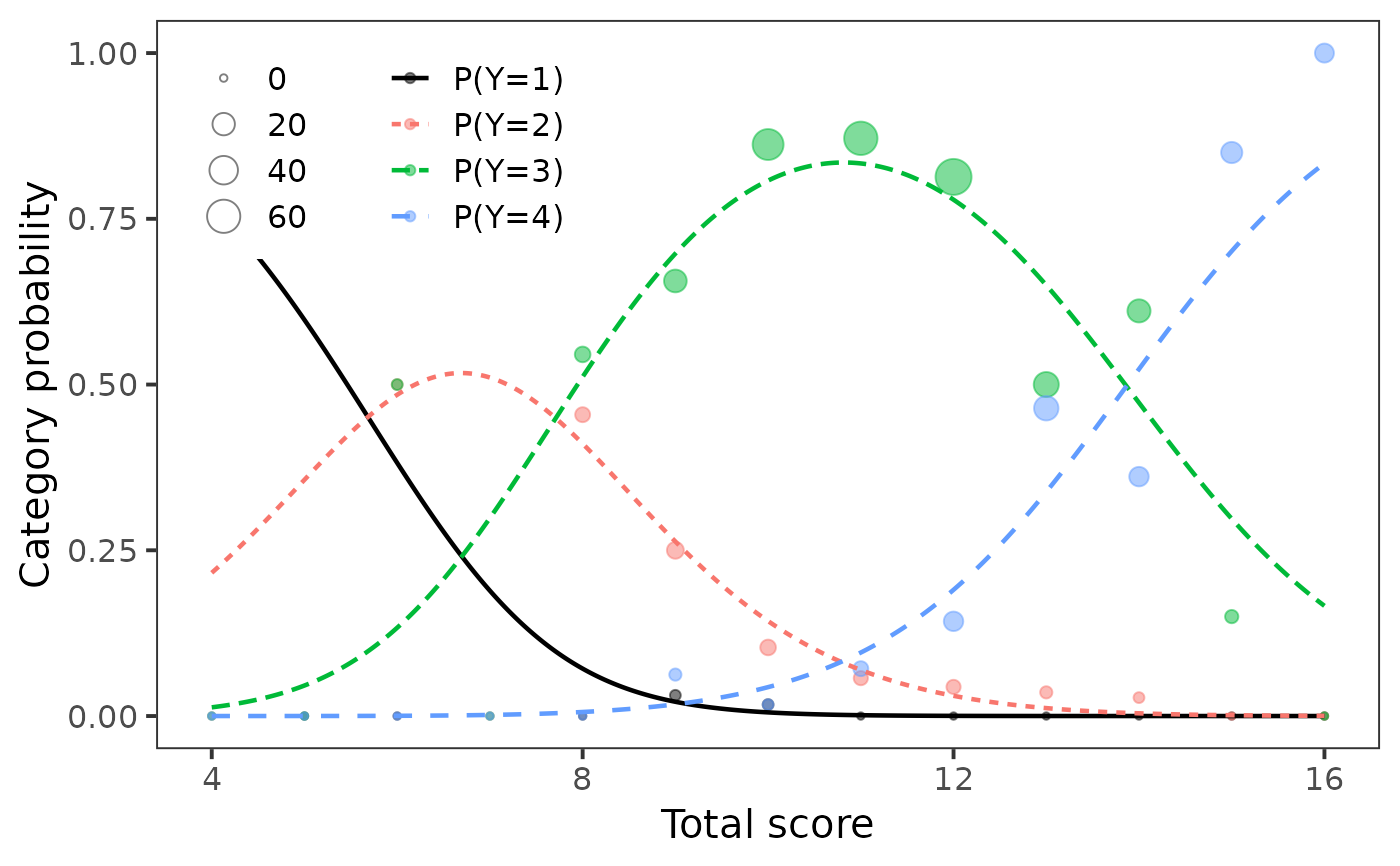 1.00
0.75
0.50
0.25
0.00
Category probability
0 P(Y=1)
20 P(Y=2)
40 P(Y=3)
60 P(Y=4)
4 8 12 16
Total score